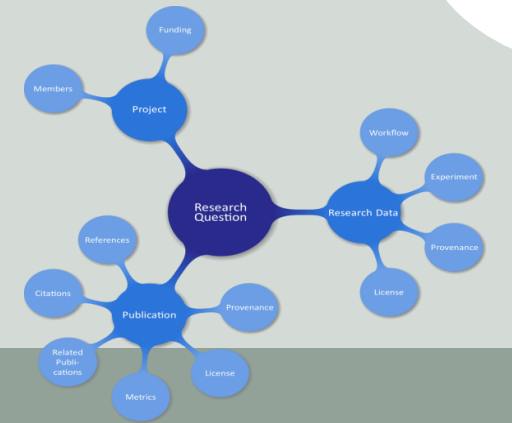 Funding
Members
Project
Workflow
Experiment
Research
Question
Research Data
References
Provenance
Citations
License
Provenance
Publication
Related
Publi-
cations
License
Metrics